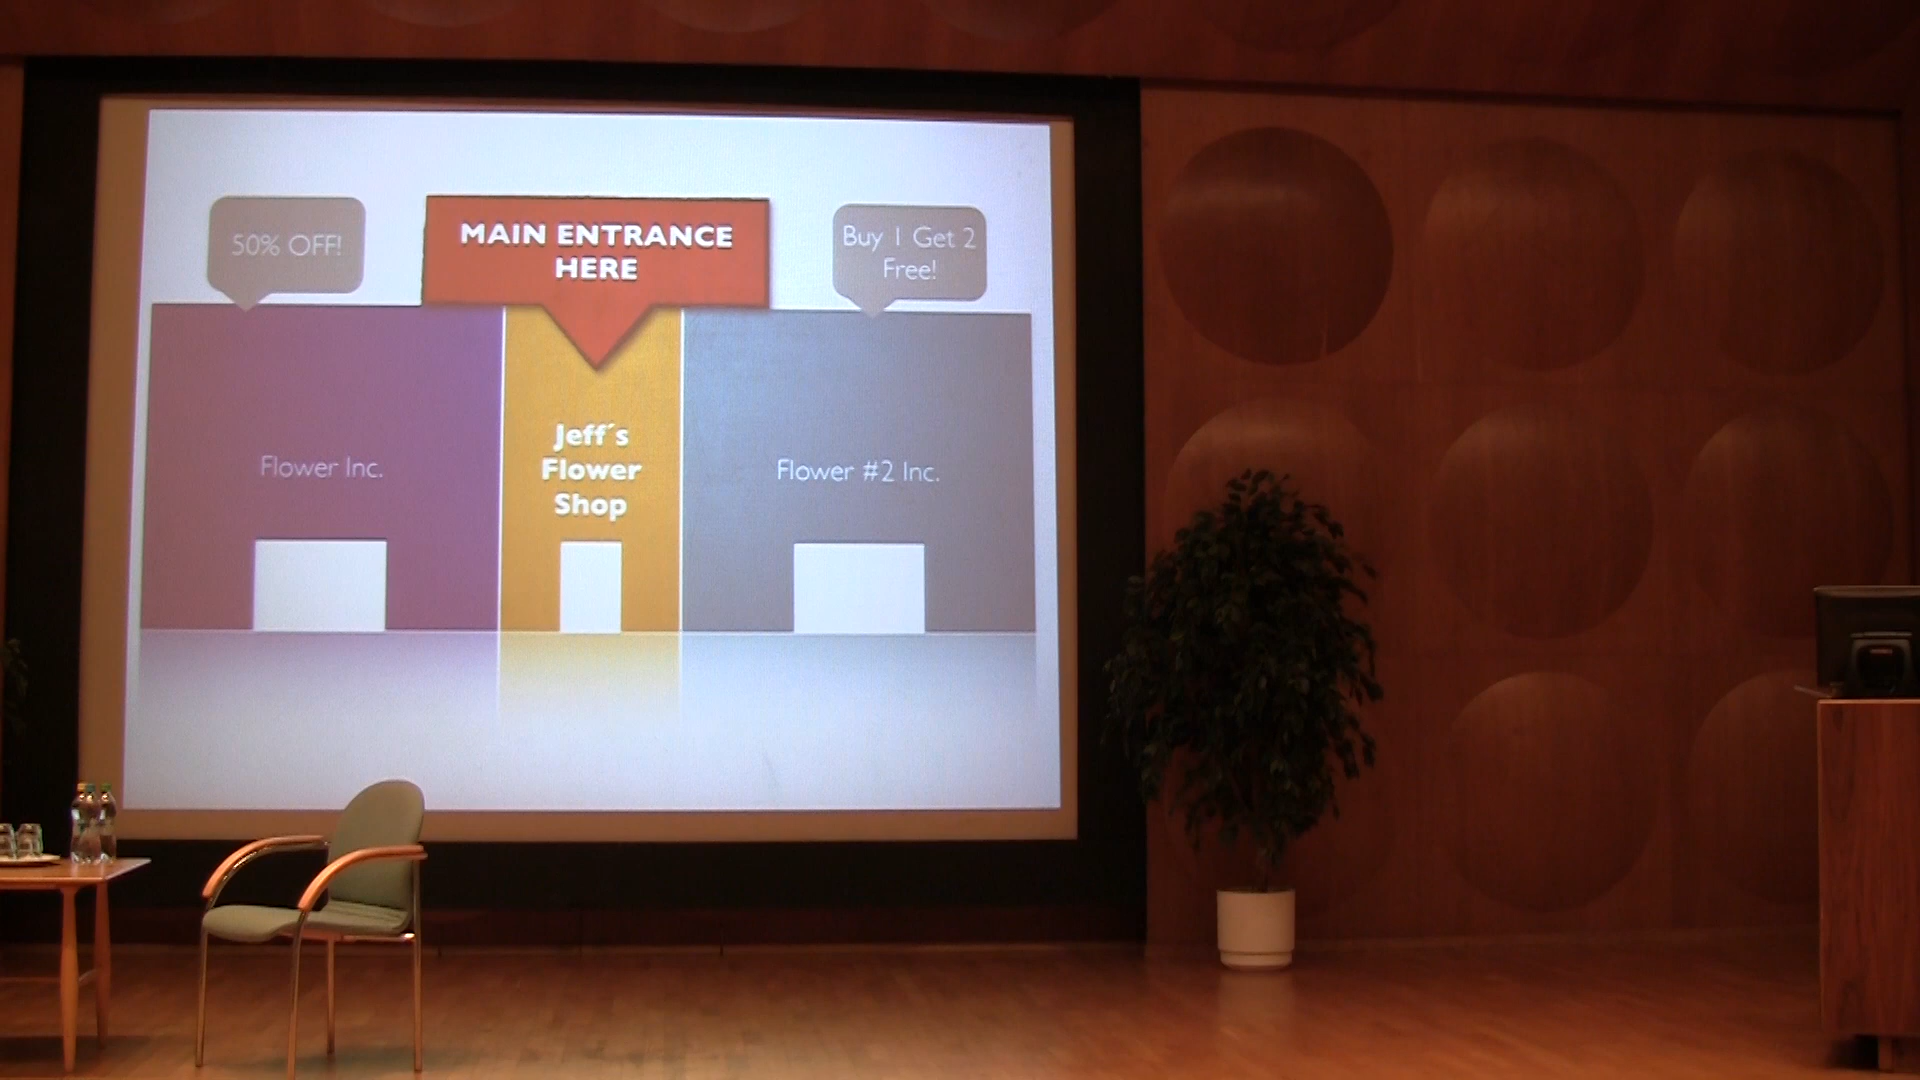 50% OFF!
MAIN ENTRANCE
HERE
Buy 1 Get 2
Free!
Flower Inc.
Jeff´s
Flower
Shop
Flower #2 Inc.